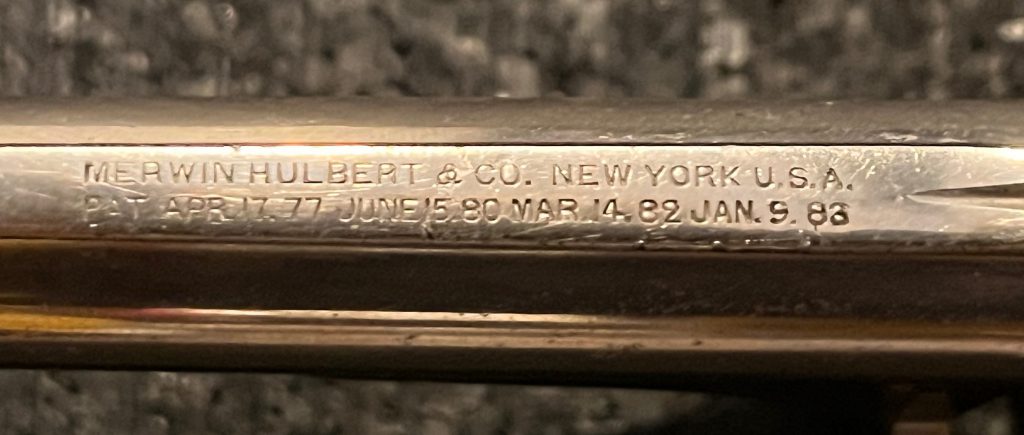 MERWIN HULBERT & CO. NEW YORK U.S.A.
PAT APR.17.77 JUNE 15.80 MAR.14.82 JAN.9.83